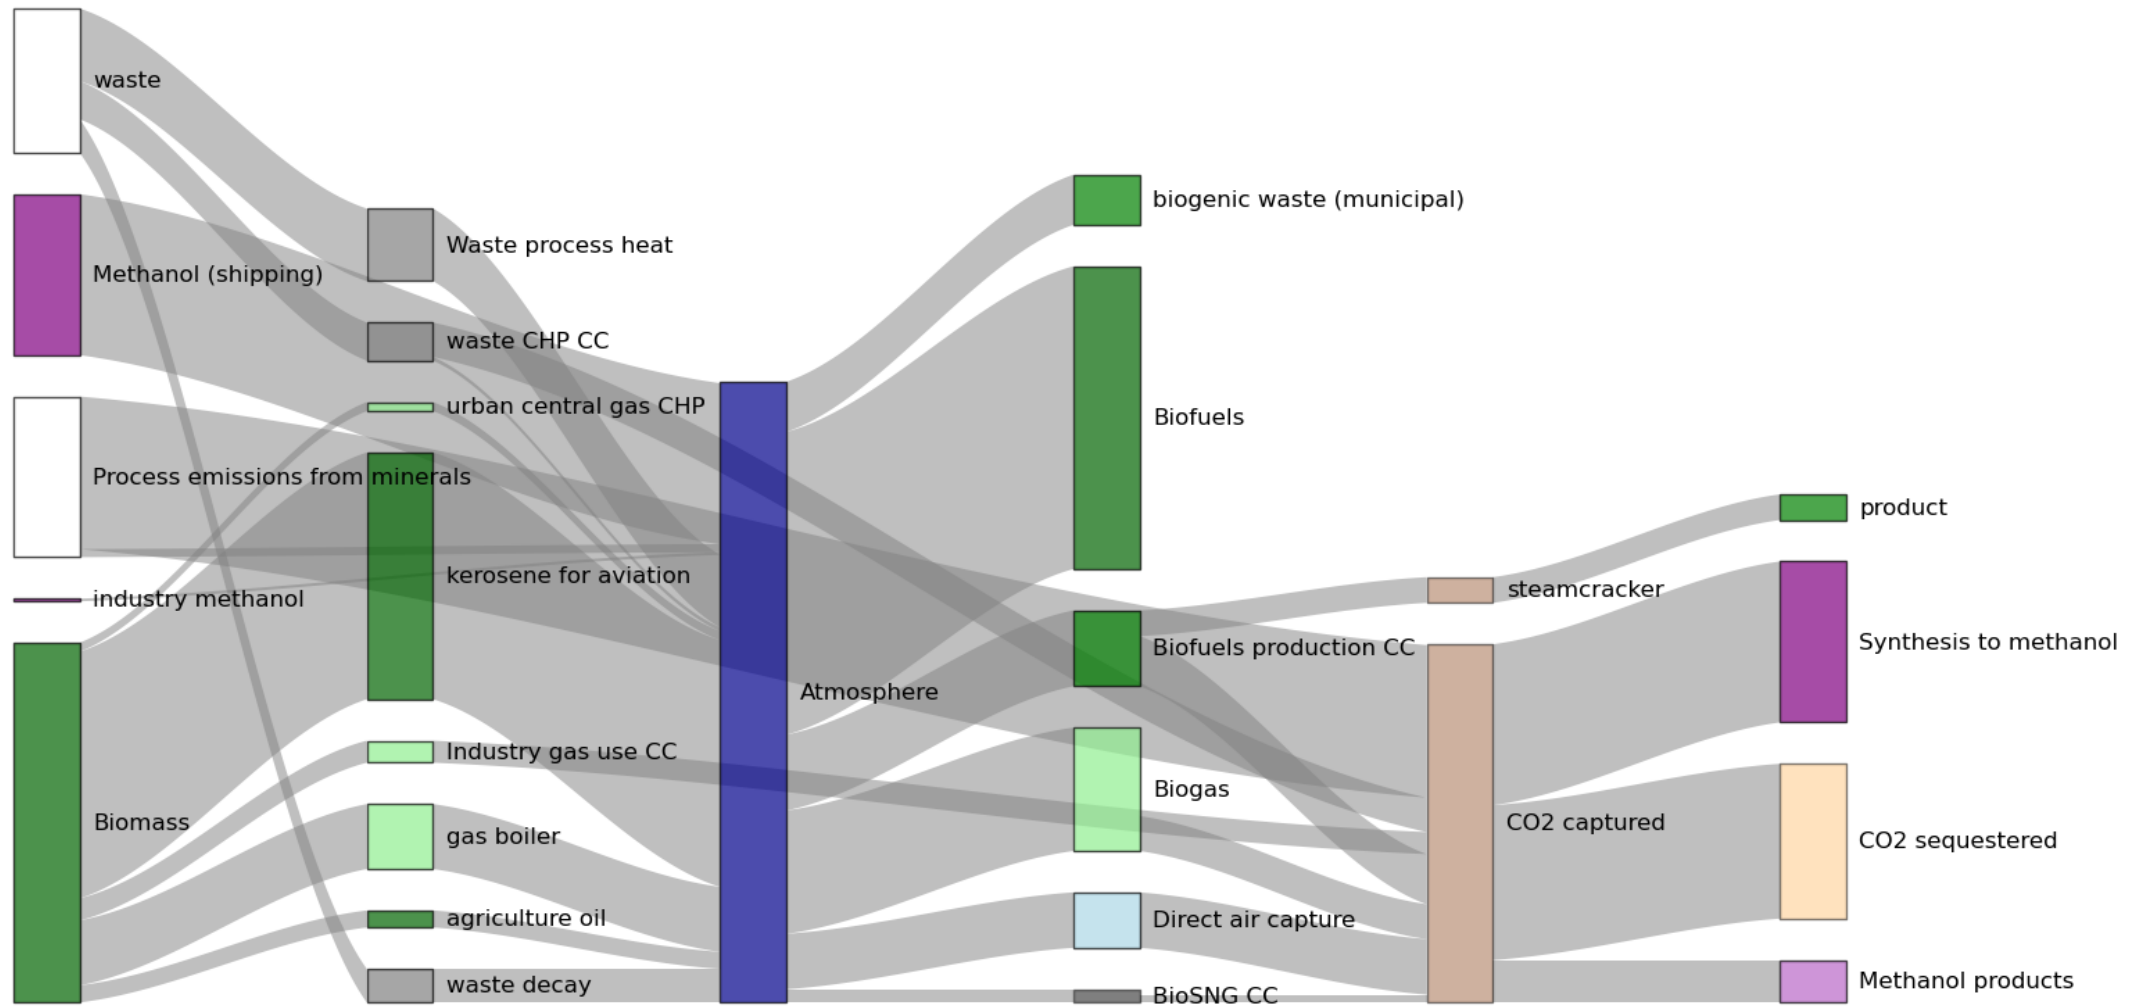 waste
Methanol (shipping)
Process emissions from minerals
industry methanol
Biomass
Waste process heat
waste CHP CC
urban central gas CHP
kerosene for aviation
Industry gas use CC
gas boiler
agriculture oil
waste decay
Atmosphere
biogenic waste (municipal)
Biofuels
Biofuels production CC
Biogas
Direct air capture
BioSNG CC
steamcracker
CO2 captured
product
Synthesis to methanol
CO2 sequestered
Methanol products